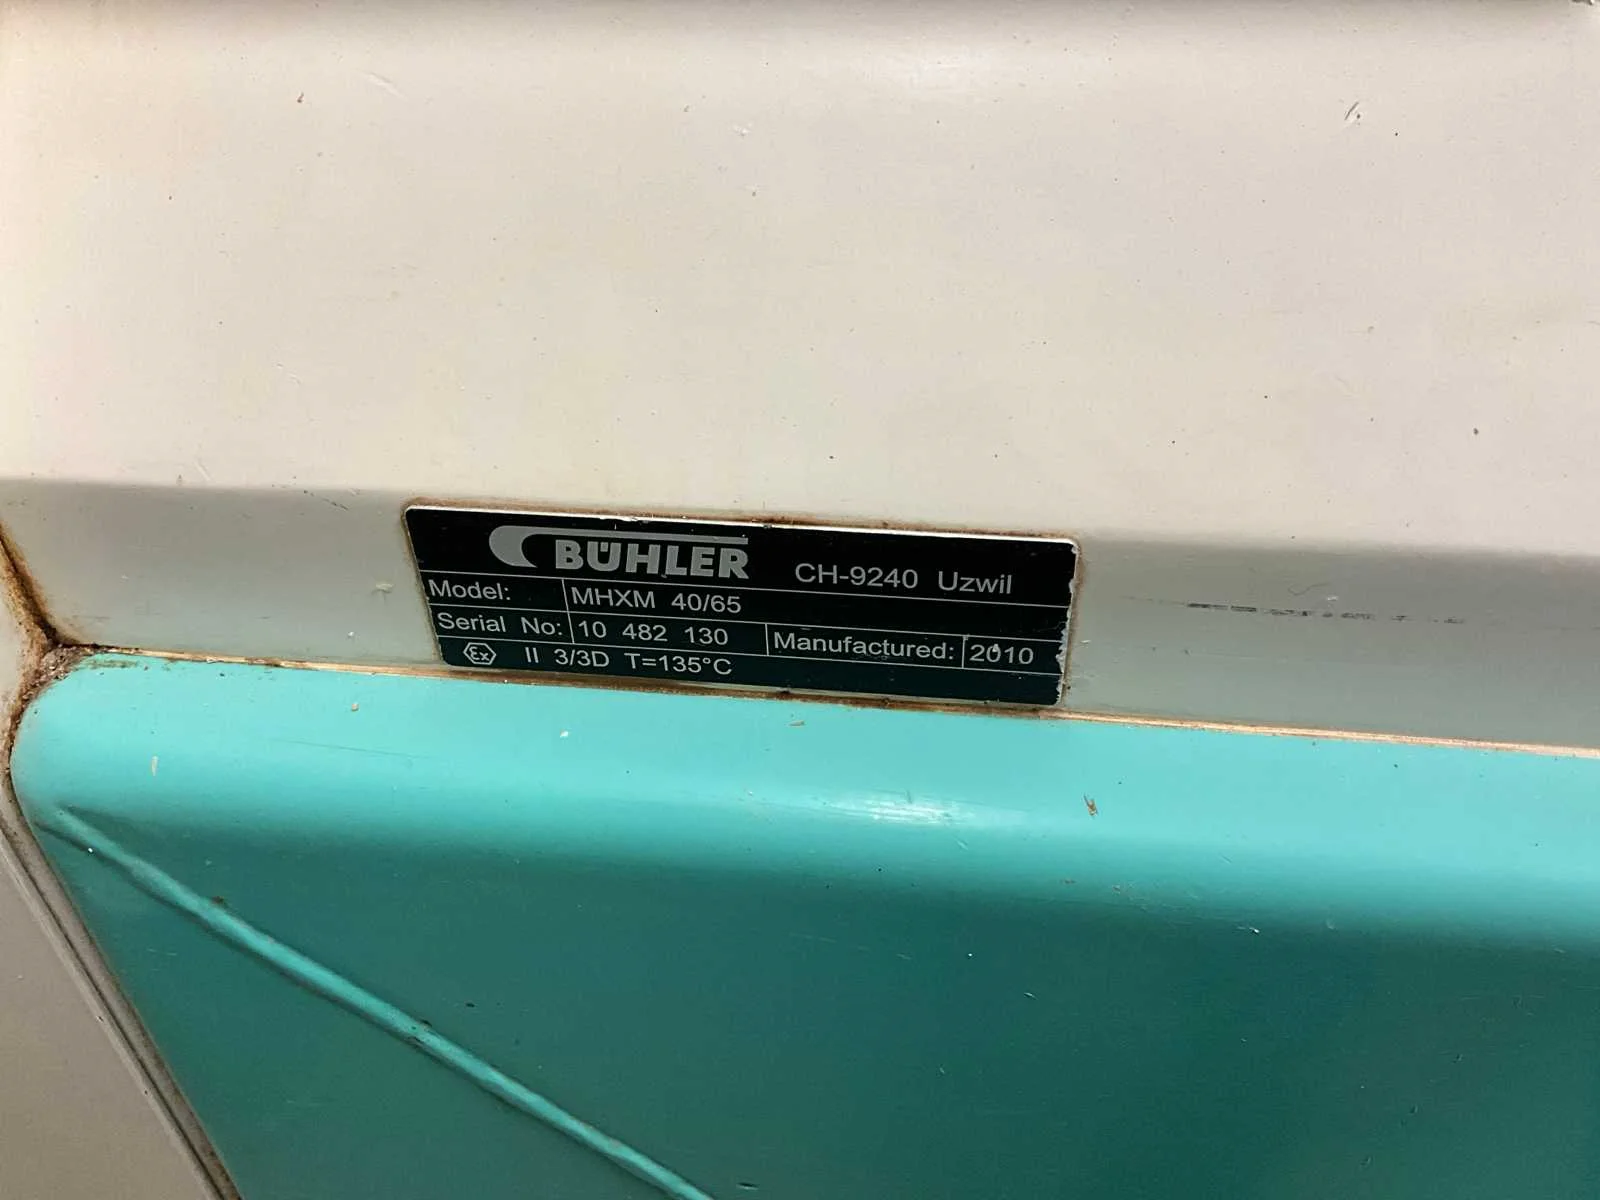 BÜHLER CH-9240 Uzwil
Model: MHXM 40/65
Serial No: 10 482 130 Manufactured: 2010
Ex II 3/3D T=135°C